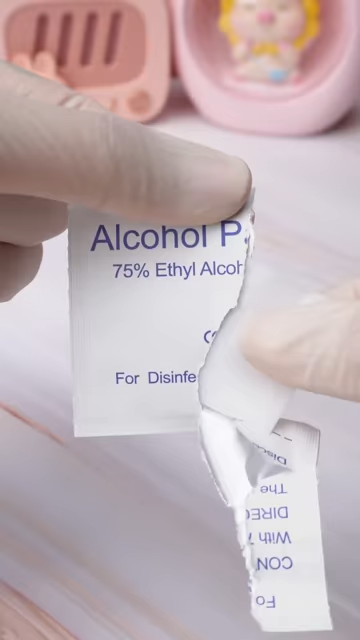 Alcohol P
75% Ethyl Alcoh
For Disinfe
Fo
CON
With
DIREC
The